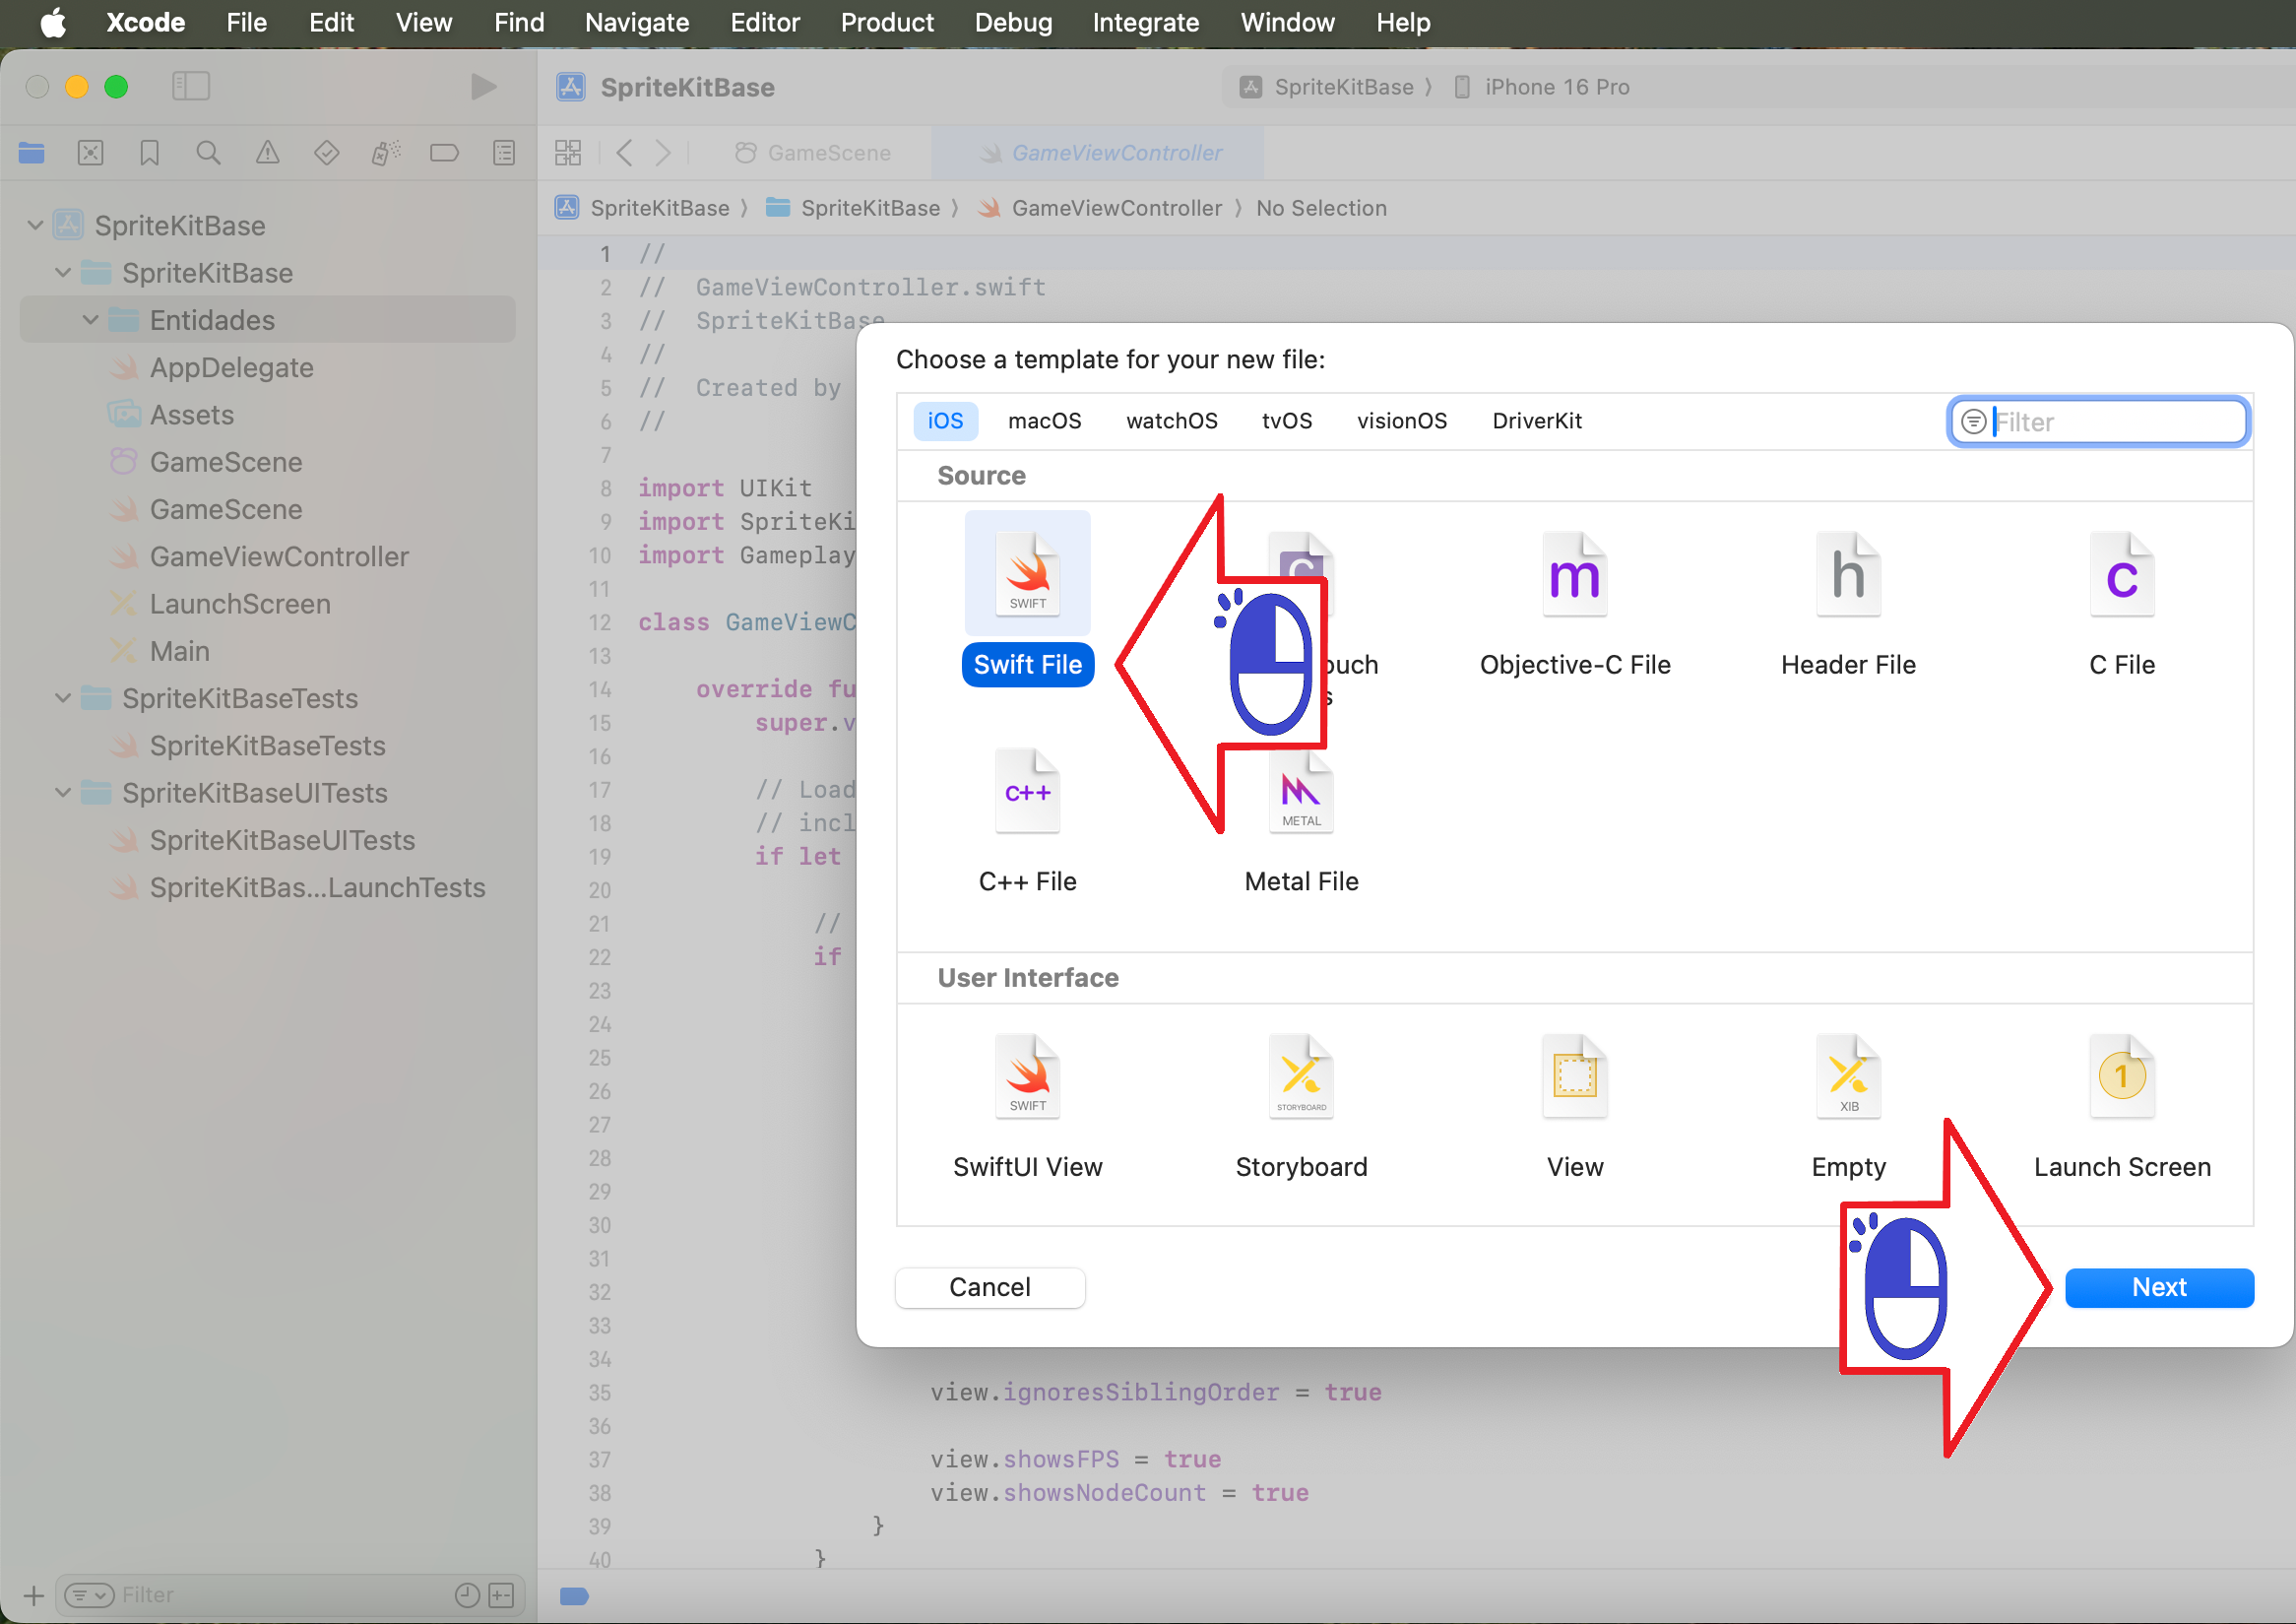 Xcode File Edit View Find Navigate Editor Product Debug Integrate Window Help
SpriteKitBase
SpriteKitBase 〉 iPhone 16 Pro
GameScene
GameViewController
SpriteKitBase 〉 SpriteKitBase 〉 GameViewController 〉 No Selection
SpriteKitBase
SpriteKitBase
Entidades
AppDelegate
Assets
GameScene
GameScene
GameViewController
LaunchScreen
Main
SpriteKitBaseTests
SpriteKitBaseTests
SpriteKitBaseUITests
SpriteKitBaseUITests
SpriteKitBas...LaunchTests
Filter
1 //
2 //  GameViewController.swift
3 //  SpriteKitBase
4 //
5 //  Created by
6 //
7
8 import UIKit
9 import SpriteKi
10 import Gameplay
11
12 class GameViewC
13
14 override fu
15 super.v
16
17 // Load
18 // incl
19 if let
20
21 //
22 if
23
24
25
26
27
28
29
30
31
32
33
34
35 view.ignoresSiblingOrder = true
36
37 view.showsFPS = true
38 view.showsNodeCount = true
39 }
40 }
Choose a template for your new file:
iOS macOS watchOS tvOS visionOS DriverKit
Filter
Source
SWIFT
Swift File
C
ouch
s
m
Objective-C File
h
Header File
C
C File
C++
C++ File
METAL
Metal File
User Interface
SWIFT
SwiftUI View
STORYBOARD
Storyboard
View
XIB
Empty
1
Launch Screen
Cancel
Next